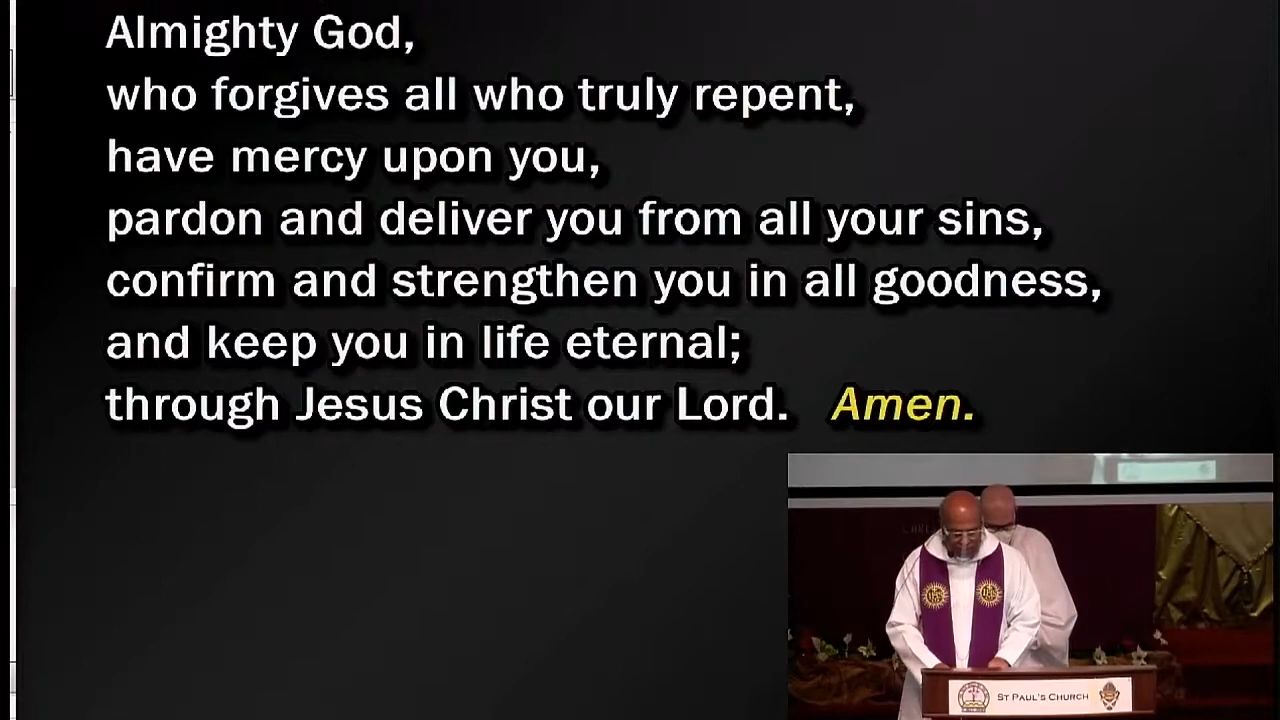 Almighty God,
who forgives all who truly repent,
have mercy upon you,
pardon and deliver you from all your sins,
confirm and strengthen you in all goodness,
and keep you in life eternal;
through Jesus Christ our Lord. Amen.
ST PAUL'S CHURCH